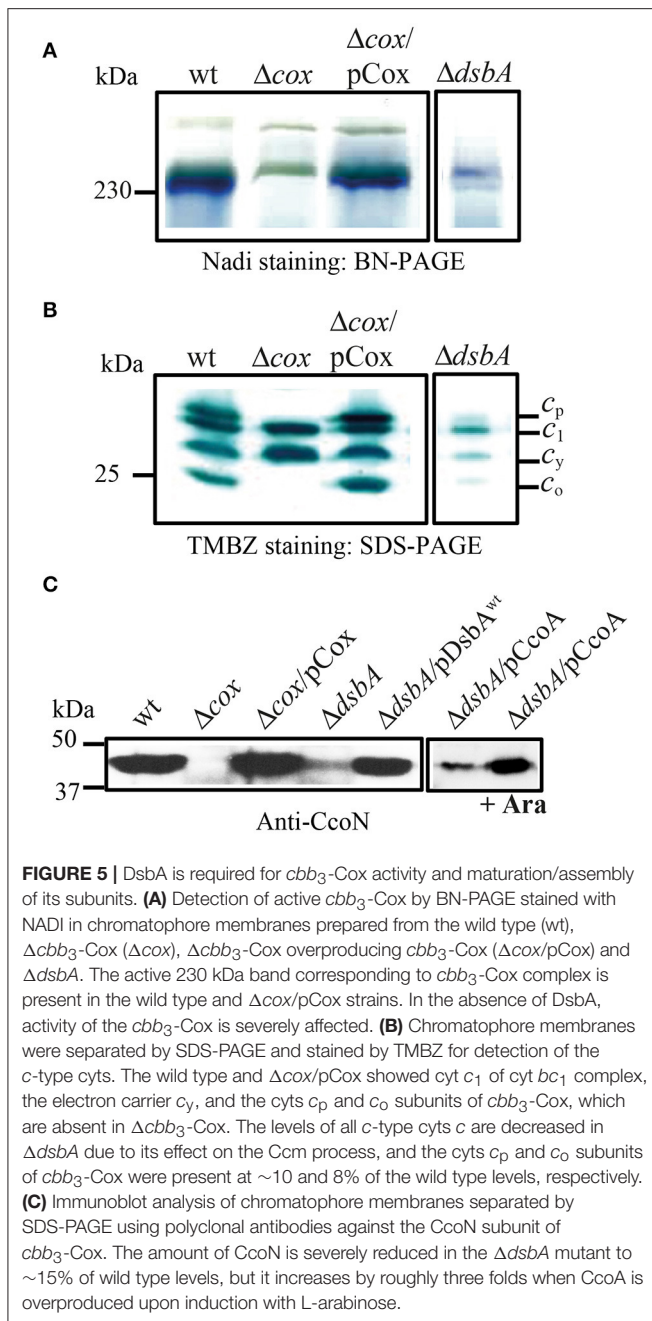 A
kDa
wt
Δcox
Δcox/
pCox
ΔdsbA
230
Nadi staining: BN-PAGE
B
kDa
wt
Δcox
Δcox/
pCox
ΔdsbA
25
cp
c1
cy
co
TMBZ staining: SDS-PAGE
C
kDa
wt
Δcox
Δcox/pCox
ΔdsbA
ΔdsbA/pDsbAwt
ΔdsbA/pCcoA
ΔdsbA/pCcoA
50
37
Anti-CcoN
+ Ara
FIGURE 5 | DsbA is required for cbb3-Cox activity and maturation/assembly
of its subunits. (A) Detection of active cbb3-Cox by BN-PAGE stained with
NADI in chromatophore membranes prepared from the wild type (wt),
Δcbb3-Cox (Δcox), Δcbb3-Cox overproducing cbb3-Cox (Δcox/pCox) and
ΔdsbA. The active 230 kDa band corresponding to cbb3-Cox complex is
present in the wild type and Δcox/pCox strains. In the absence of DsbA,
activity of the cbb3-Cox is severely affected. (B) Chromatophore membranes
were separated by SDS-PAGE and stained by TMBZ for detection of the
c-type cyts. The wild type and Δcox/pCox showed cyt c1 of cyt bc1 complex,
the electron carrier cy, and the cyts cp and co subunits of cbb3-Cox, which
are absent in Δcbb3-Cox. The levels of all c-type cyts c are decreased in
ΔdsbA due to its effect on the Ccm process, and the cyts cp and co subunits
of cbb3-Cox were present at ~10 and 8% of the wild type levels, respectively.
(C) Immunoblot analysis of chromatophore membranes separated by
SDS-PAGE using polyclonal antibodies against the CcoN subunit of
cbb3-Cox. The amount of CcoN is severely reduced in the ΔdsbA mutant to
~15% of wild type levels, but it increases by roughly three folds when CcoA is
overproduced upon induction with L-arabinose.